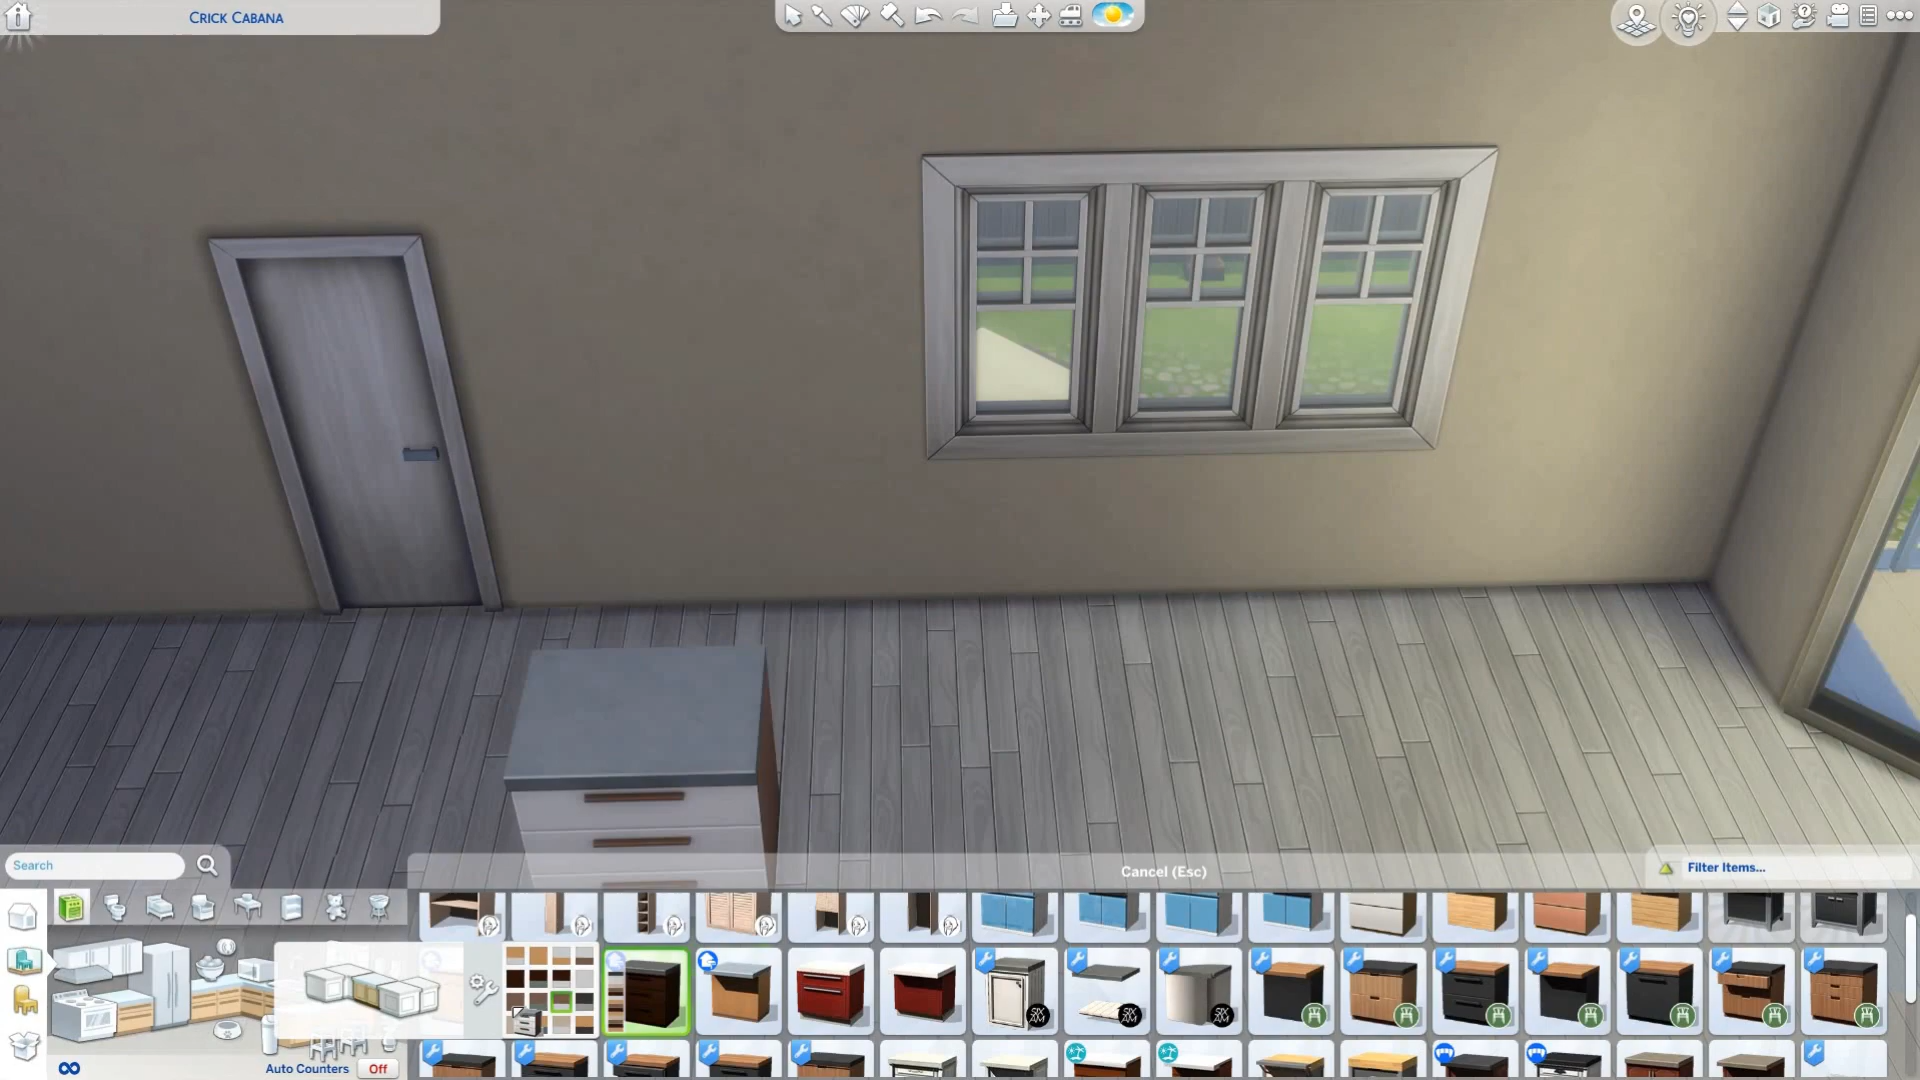 CRICK CABANA
Search
Cancel (Esc)
Filter Items...
Auto Counters Off